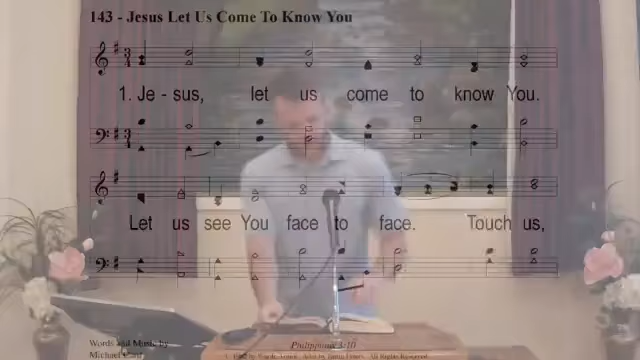 143 - Jesus Let Us Come To Know You
1. Je - sus, let us come to know You.
Let us see You face to face. Touch us,
Words and Music by
Michael
Philippians 3:10